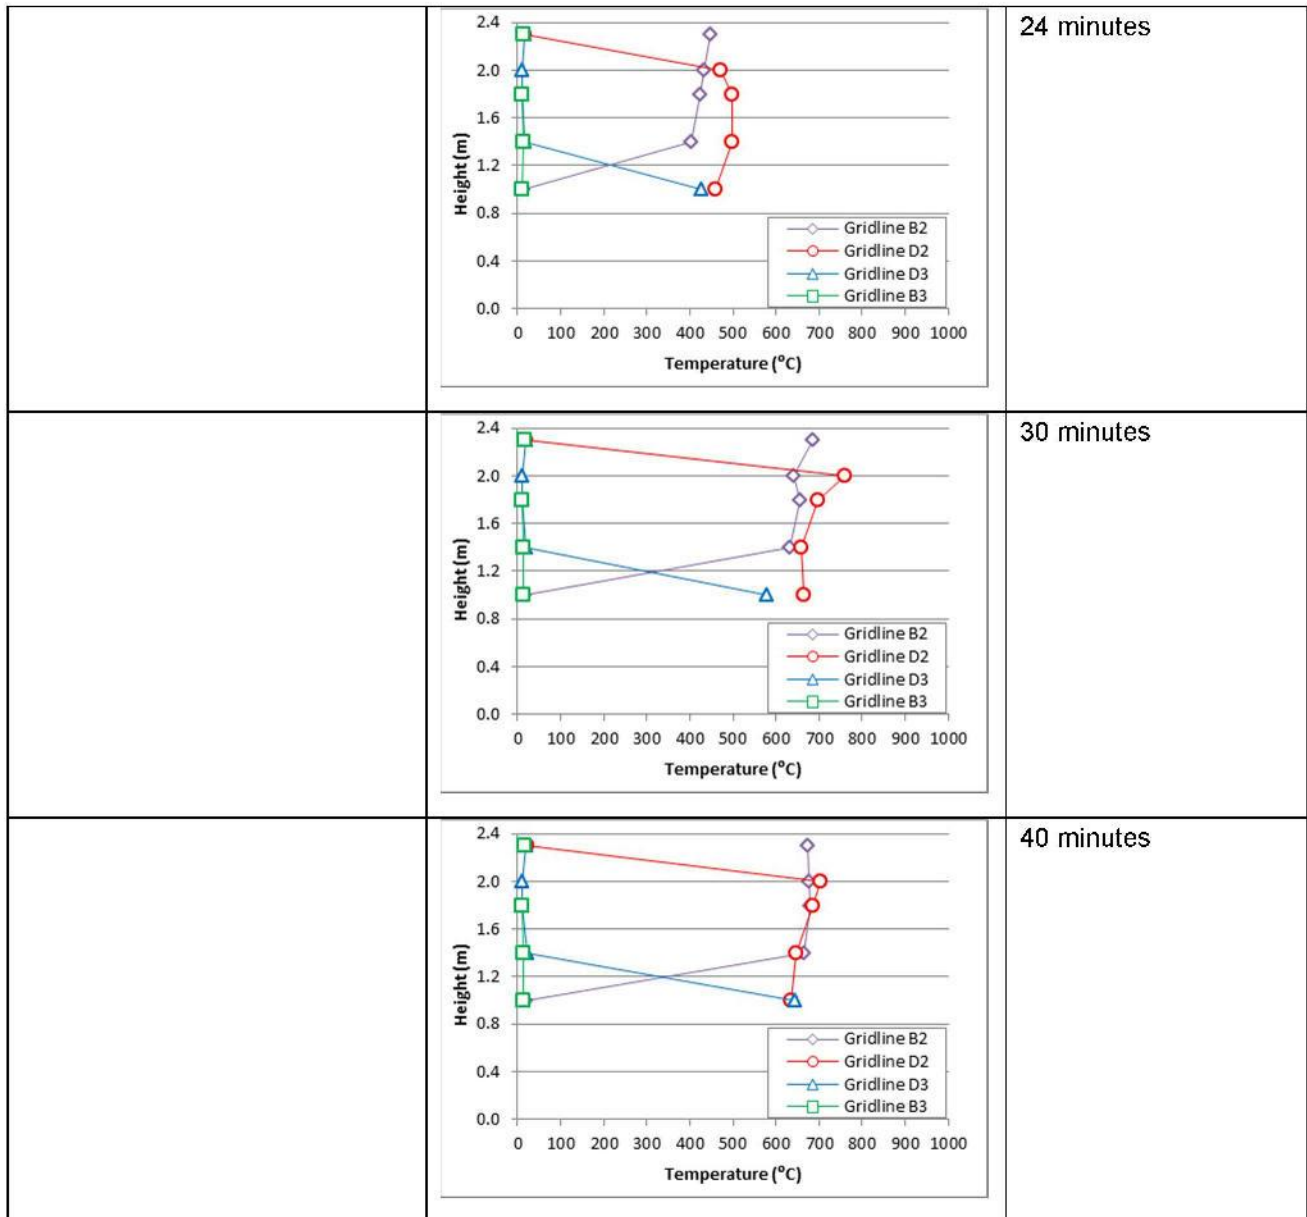 24 minutes
2.4
2.0
1.6
1.2
0.8
0.4
0.0
Height (m)
Gridline B2
Gridline D2
Gridline D3
Gridline B3
0 100 200 300 400 500 600 700 800 900 1000
Temperature (°C)
30 minutes
2.4
2.0
1.6
1.2
0.8
0.4
0.0
Height (m)
Gridline B2
Gridline D2
Gridline D3
Gridline B3
0 100 200 300 400 500 600 700 800 900 1000
Temperature (°C)
40 minutes
2.4
2.0
1.6
1.2
0.8
0.4
0.0
Height (m)
Gridline B2
Gridline D2
Gridline D3
Gridline B3
0 100 200 300 400 500 600 700 800 900 1000
Temperature (°C)